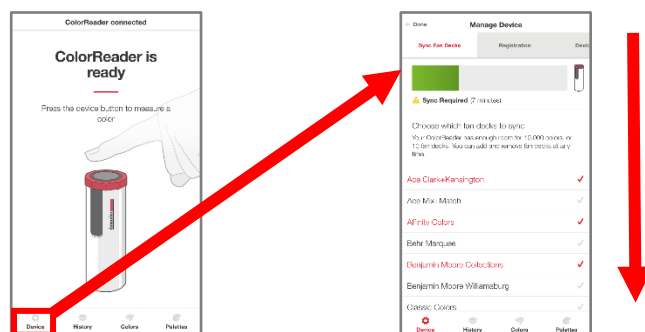 ColorReader connected
ColorReader is
ready
Press the device button to measure a
color
Device History Colors Palettes
Done Manage Device
Sync Fan Decks Registration Devic
Sync Required (7 minutes)
Choose which fan decks to sync
Your ColorReader has enough room for 10,000 colors, or
10 fan decks. You can add and remove fan decks at any
time.
Ace Clark+Kensington
Ace Mix Match
Affinity Colors
Behr Marquee
Benjamin Moore Collections
Benjamin Moore Williamsburg
Classic Colors
Device History Colors Palettes